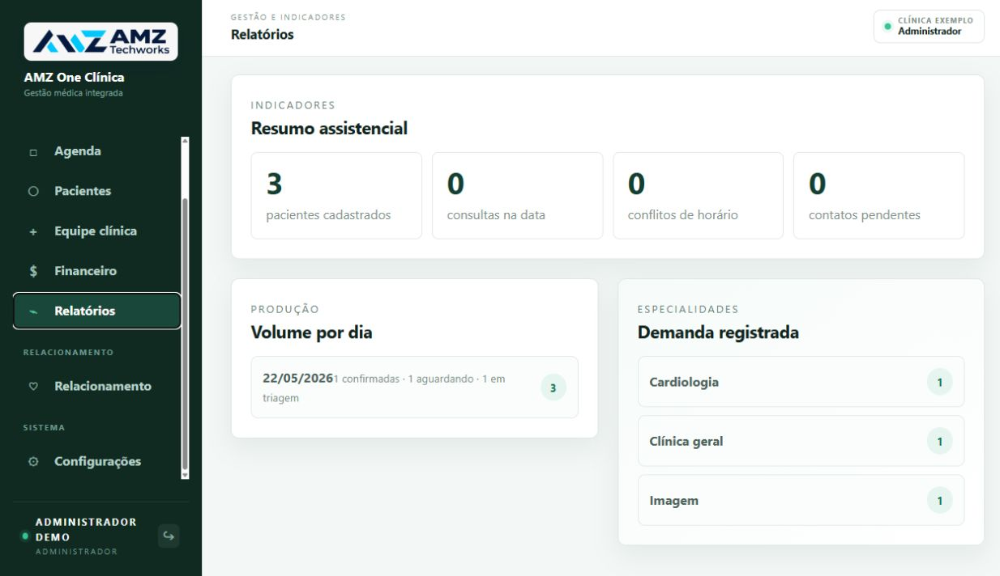 AMZ
Techworks
AMZ One Clínica
Gestão médica integrada
Agenda
Pacientes
Equipe clínica
$ Financeiro
Relatórios
RELACIONAMENTO
Relacionamento
SISTEMA
Configurações
ADMINISTRADOR
DEMO
ADMINISTRADOR
GESTÃO E INDICADORES
Relatórios
CLÍNICA EXEMPLO
Administrador
INDICADORES
Resumo assistencial
3
pacientes cadastrados
0
consultas na data
0
conflitos de horário
0
contatos pendentes
PRODUÇÃO
Volume por dia
22/05/20261 confirmadas · 1 aguardando · 1 em
triagem
3
ESPECIALIDADES
Demanda registrada
Cardiologia 1
Clínica geral 1
Imagem 1